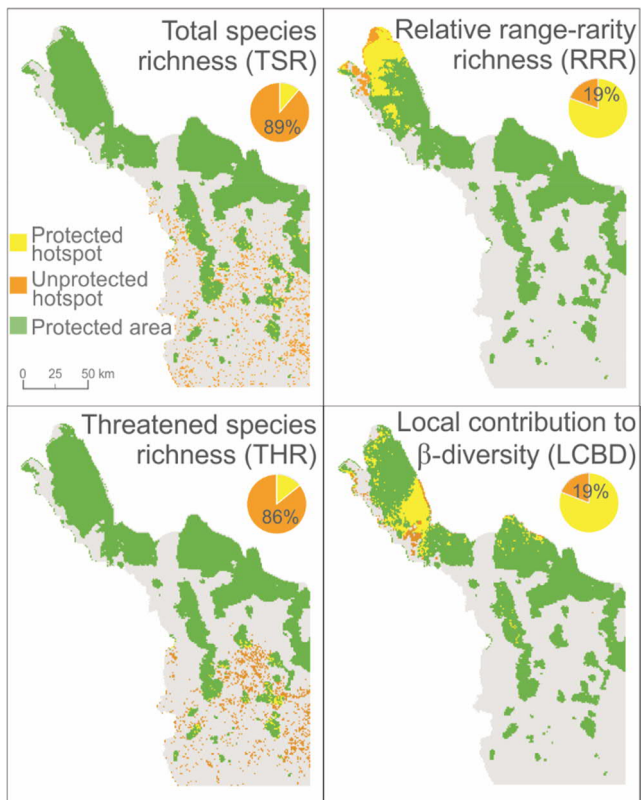 Total species
richness (TSR)
89%
Relative range-rarity
richness (RRR)
19%
Protected
hotspot
Unprotected
hotspot
Protected area
0 25 50 km
Threatened species
richness (THR)
86%
Local contribution to
β-diversity (LCBD)
19%